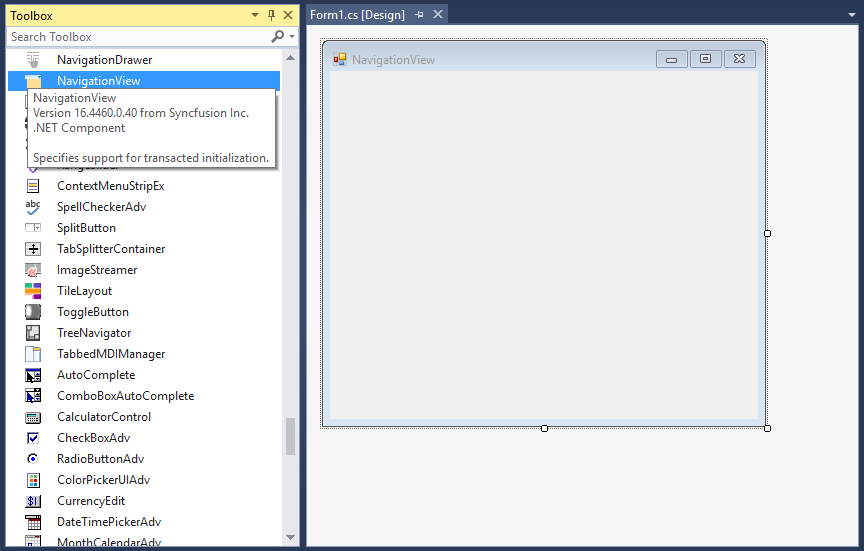 Toolbox
Search Toolbox
NavigationDrawer
NavigationView
NavigationView
Version 16.4460.0.40 from Syncfusion Inc.
.NET Component
Specifies support for transacted initialization.
ContextMenuStripEx
abc
SpellCheckerAdv
SplitButton
TabSplitterContainer
ImageStreamer
TileLayout
ToggleButton
TreeNavigator
TabbedMDIManager
AutoComplete
ComboBoxAutoComplete
CalculatorControl
CheckBoxAdv
RadioButtonAdv
ColorPickerUIAdv
CurrencyEdit
DateTimePickerAdv
MonthCalendarAdv
Form1.cs [Design]
NavigationView